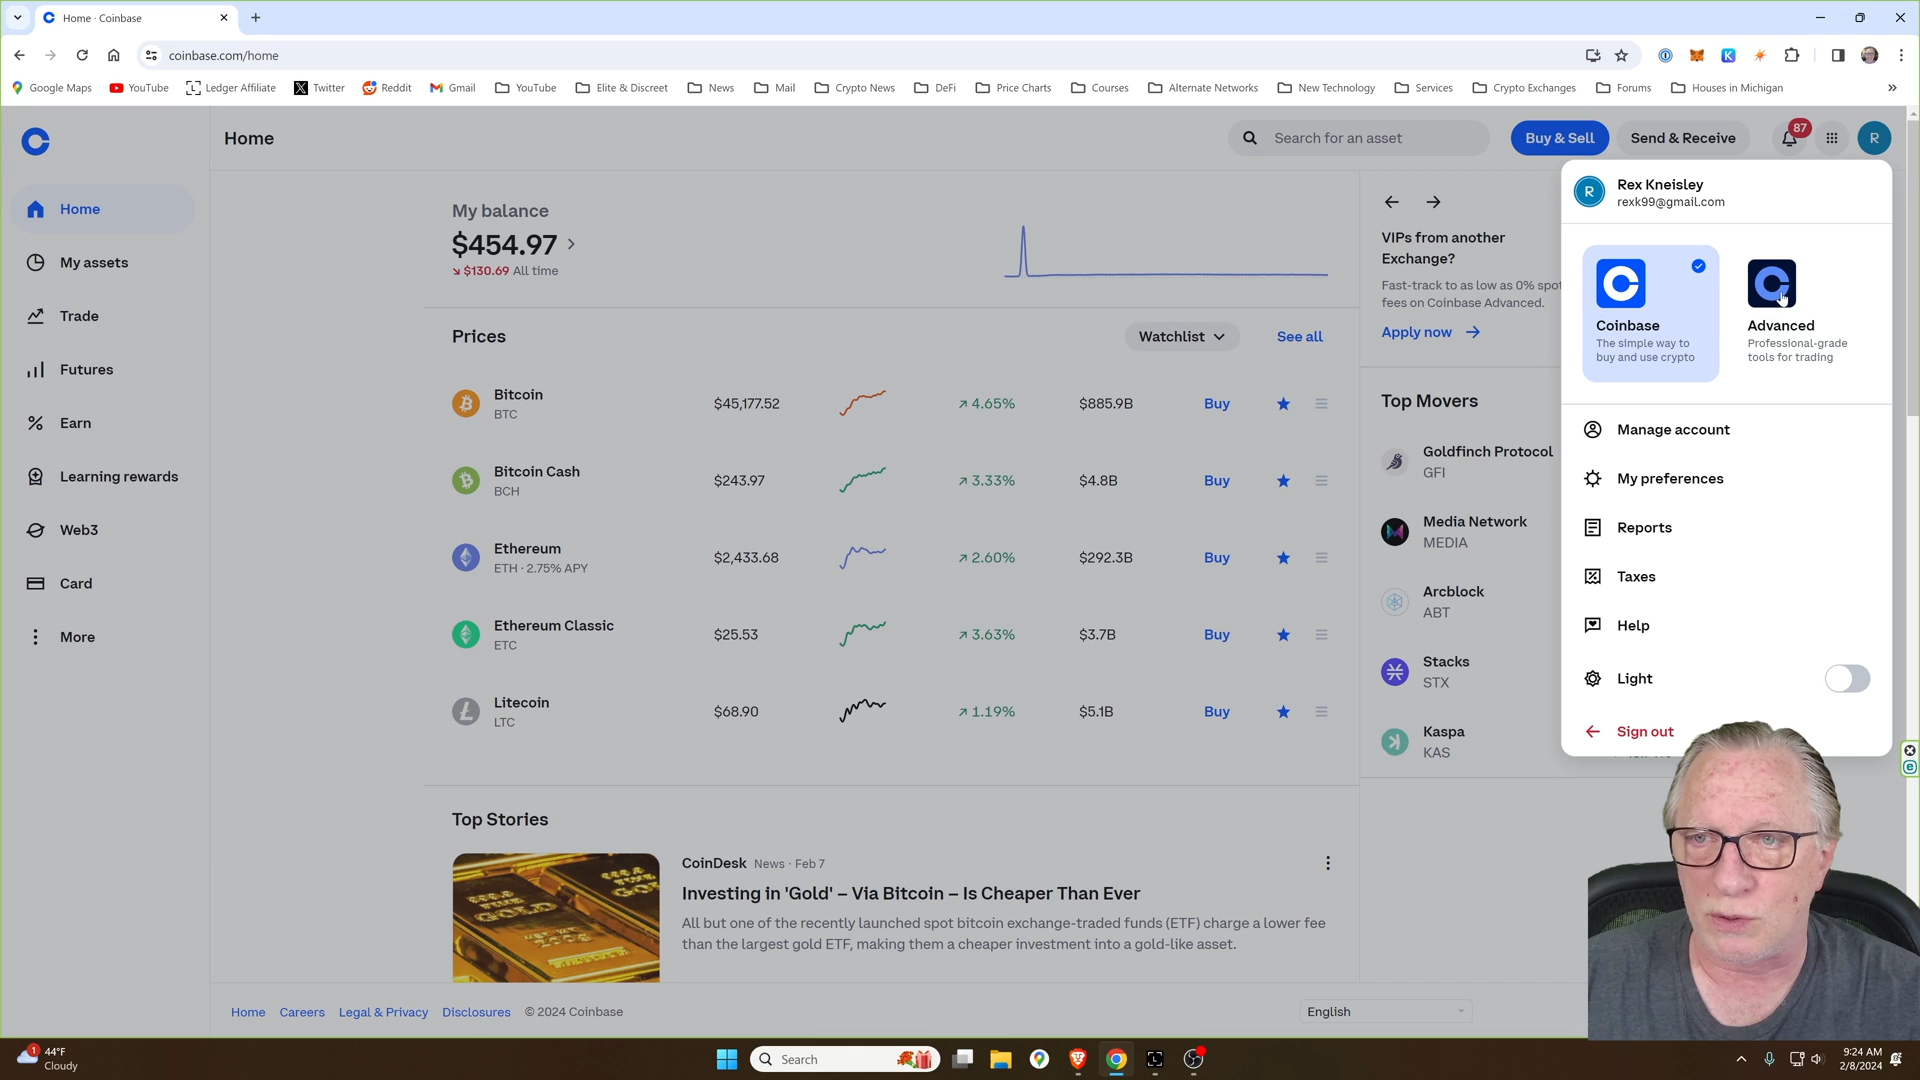 Home - Coinbase
coinbase.com/home
Google Maps
YouTube
Ledger Affiliate
Twitter
Reddit
Gmail
YouTube
Elite & Discreet
News
Mail
Crypto News
DeFi
Price Charts
Courses
Alternate Networks
New Technology
Services
Crypto Exchanges
Forums
Houses in Michigan
Home
Search for an asset
Buy & Sell
Send & Receive
87
R
Home
My assets
Trade
Futures
Earn
Learning rewards
Web3
Card
More
My balance
$454.97
↘ $130.69 All time
Prices
Watchlist
See all
Bitcoin
BTC
$45,177.52
↗ 4.65%
$885.9B
Buy
Bitcoin Cash
BCH
$243.97
↗ 3.33%
$4.8B
Buy
Ethereum
ETH · 2.75% APY
$2,433.68
↗ 2.60%
$292.3B
Buy
Ethereum Classic
ETC
$25.53
↗ 3.63%
$3.7B
Buy
Litecoin
LTC
$68.90
↗ 1.19%
$5.1B
Buy
Top Stories
CoinDesk News · Feb 7
Investing in 'Gold' – Via Bitcoin – Is Cheaper Than Ever
All but one of the recently launched spot bitcoin exchange-traded funds (ETF) charge a lower fee
than the largest gold ETF, making them a cheaper investment into a gold-like asset.
VIPs from another
Exchange?
Fast-track to as low as 0% spot
fees on Coinbase Advanced.
Apply now
Top Movers
Goldfinch Protocol
GFI
Media Network
MEDIA
Arcblock
ABT
Stacks
STX
Kaspa
KAS
R
Rex Kneisley
rexk99@gmail.com
Coinbase
The simple way to
buy and use crypto
Advanced
Professional-grade
tools for trading
Manage account
My preferences
Reports
Taxes
Help
Light
Sign out
Home
Careers
Legal & Privacy
Disclosures
© 2024 Coinbase
English
1
44°F
Cloudy
Search
9:24 AM
2/8/2024